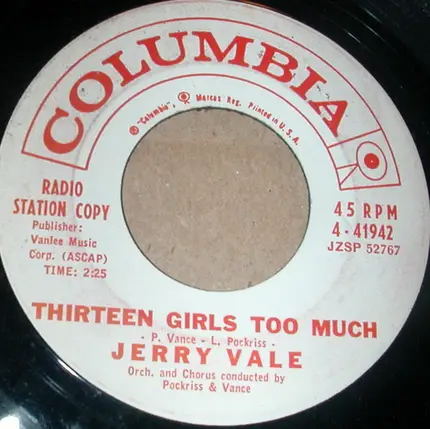 COLUMBIA
® "Columbia", Marcas Reg. Printed in U.S.A.
RADIO
STATION COPY
Publisher:
Vanlee Music
Corp. (ASCAP)
TIME: 2:25
45 RPM
4-41942
JZSP 52767
THIRTEEN GIRLS TOO MUCH
- P. Vance - L. Pockriss -
JERRY VALE
Orch. and Chorus conducted by
Pockriss & Vance